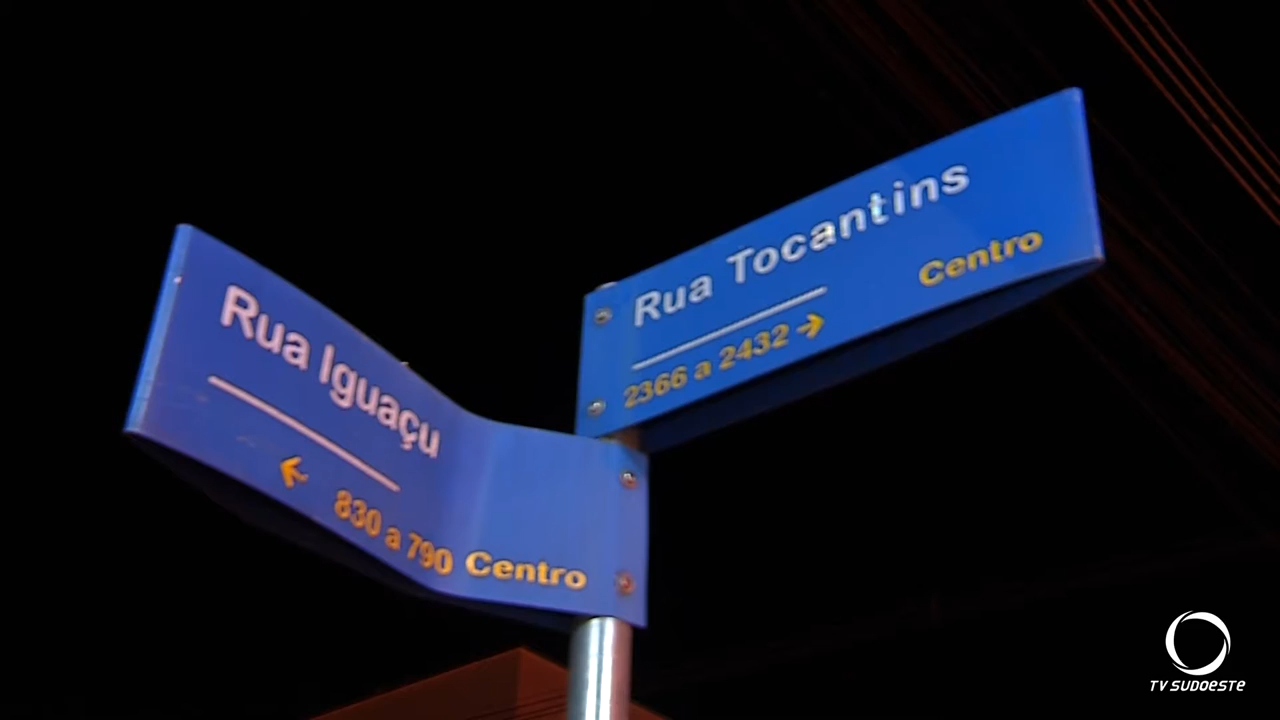 Rua Iguaçu
← 830 a 790 Centro
Rua Tocantins
Centro
2366 a 2432 →
TV SUDOESTE